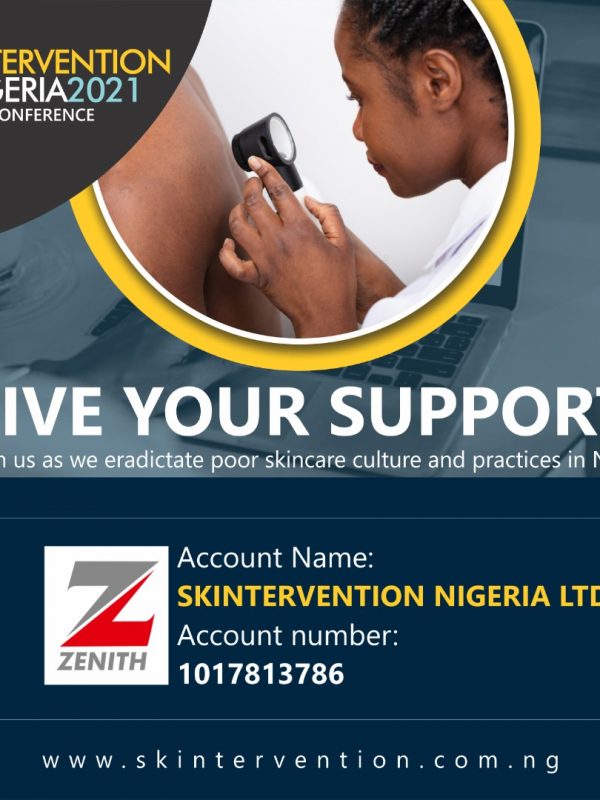 TERVENTION
GERIA2021
CONFERENCE
IVE YOUR SUPPORT
n us as we eradictate poor skincare culture and practices in N
Account Name:
SKINTERVENTION NIGERIA LTD
Account number:
1017813786
ZENITH
www.skintervention.com.ng